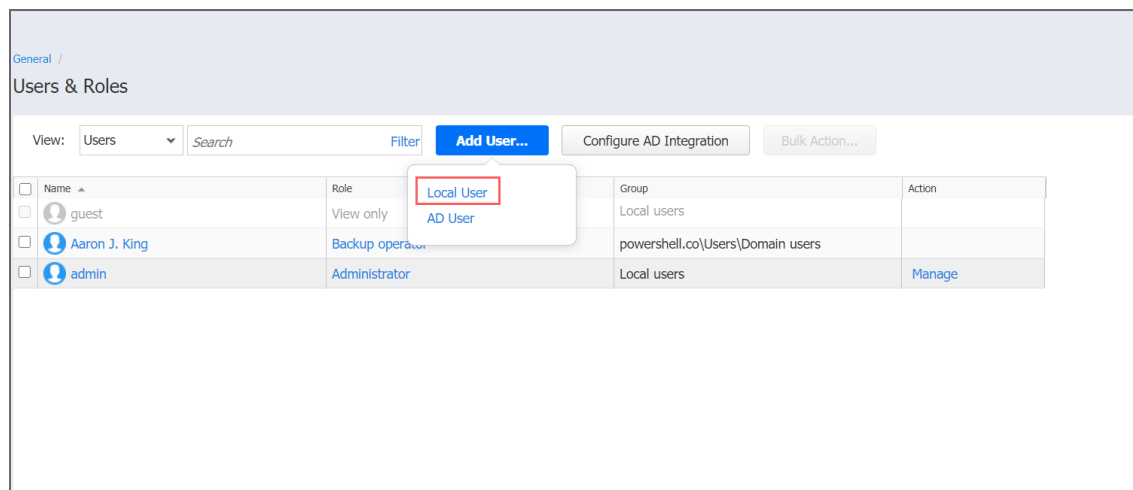 General /
Users & Roles
View: Users Search Filter Add User... Configure AD Integration Bulk Action...
Local User
AD User
Name Role Group Action
guest View only Local users
Aaron J. King Backup operator powershell.co\Users\Domain users
admin Administrator Local users Manage